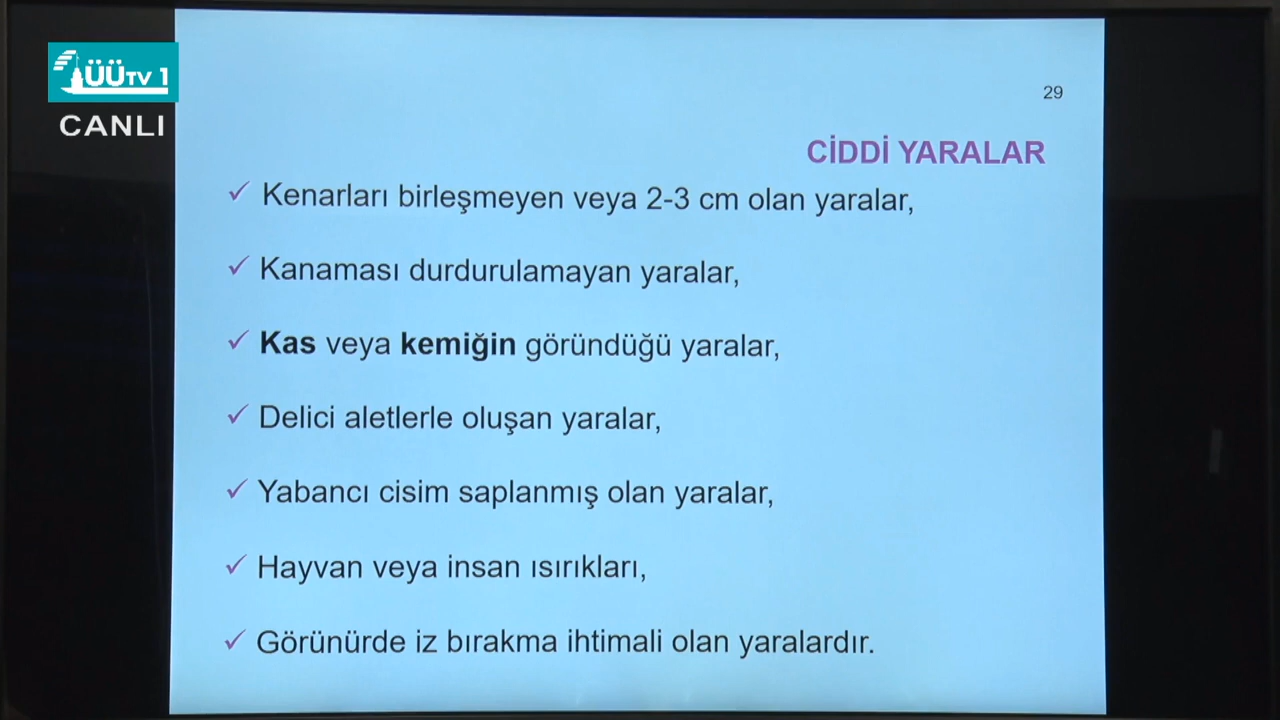 ÜÜTV 1
CANLI
29
CİDDİ YARALAR
✓ Kenarları birleşmeyen veya 2-3 cm olan yaralar,
✓ Kanaması durdurulamayan yaralar,
✓ Kas veya kemiğin göründüğü yaralar,
✓ Delici aletlerle oluşan yaralar,
✓ Yabancı cisim saplanmış olan yaralar,
✓ Hayvan veya insan ısırıkları,
✓ Görünürde iz bırakma ihtimali olan yaralardır.